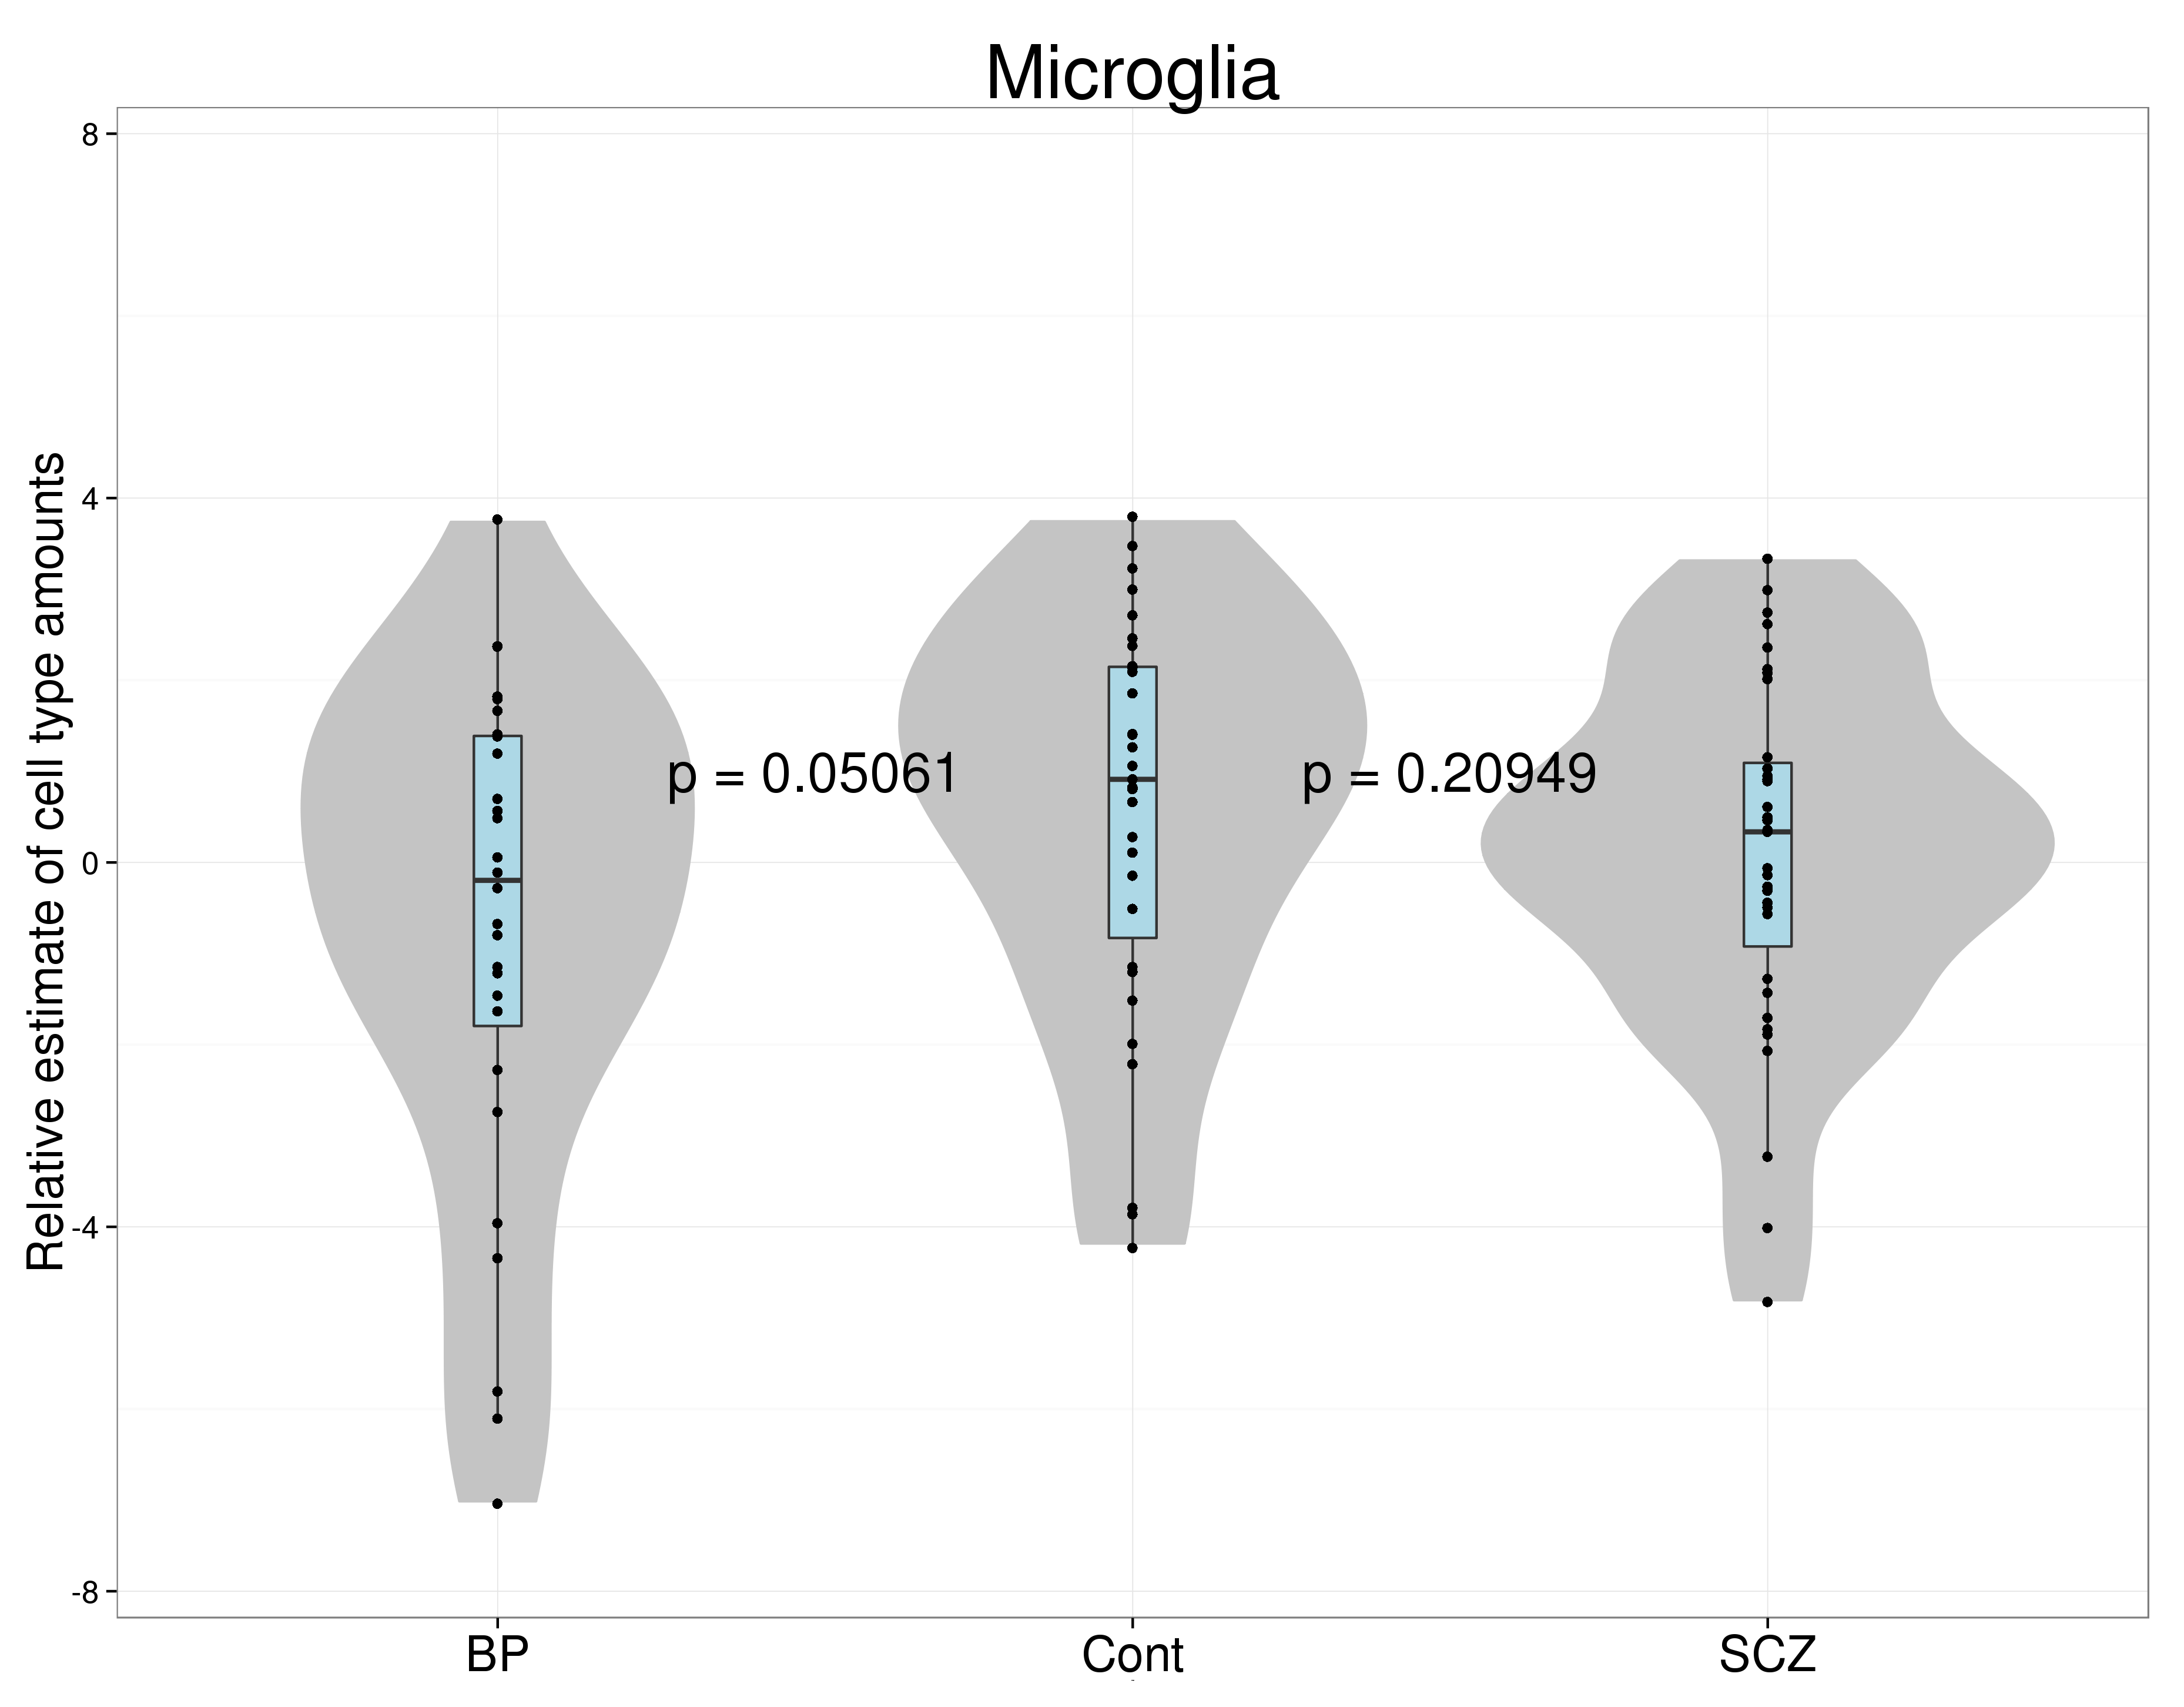 Microglia
Relative estimate of cell type amounts
8
4
0
-4
-8
p = 0.05061
p = 0.20949
BP
Cont
SCZ